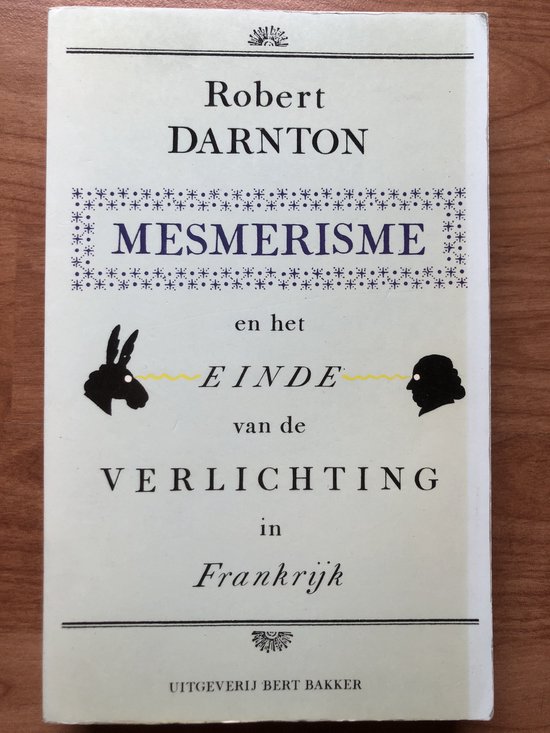 Robert
DARNTON
MESMERISME
en het
EINDE
van de
VERLICHTING
in
Frankrijk
UITGEVERIJ BERT BAKKER